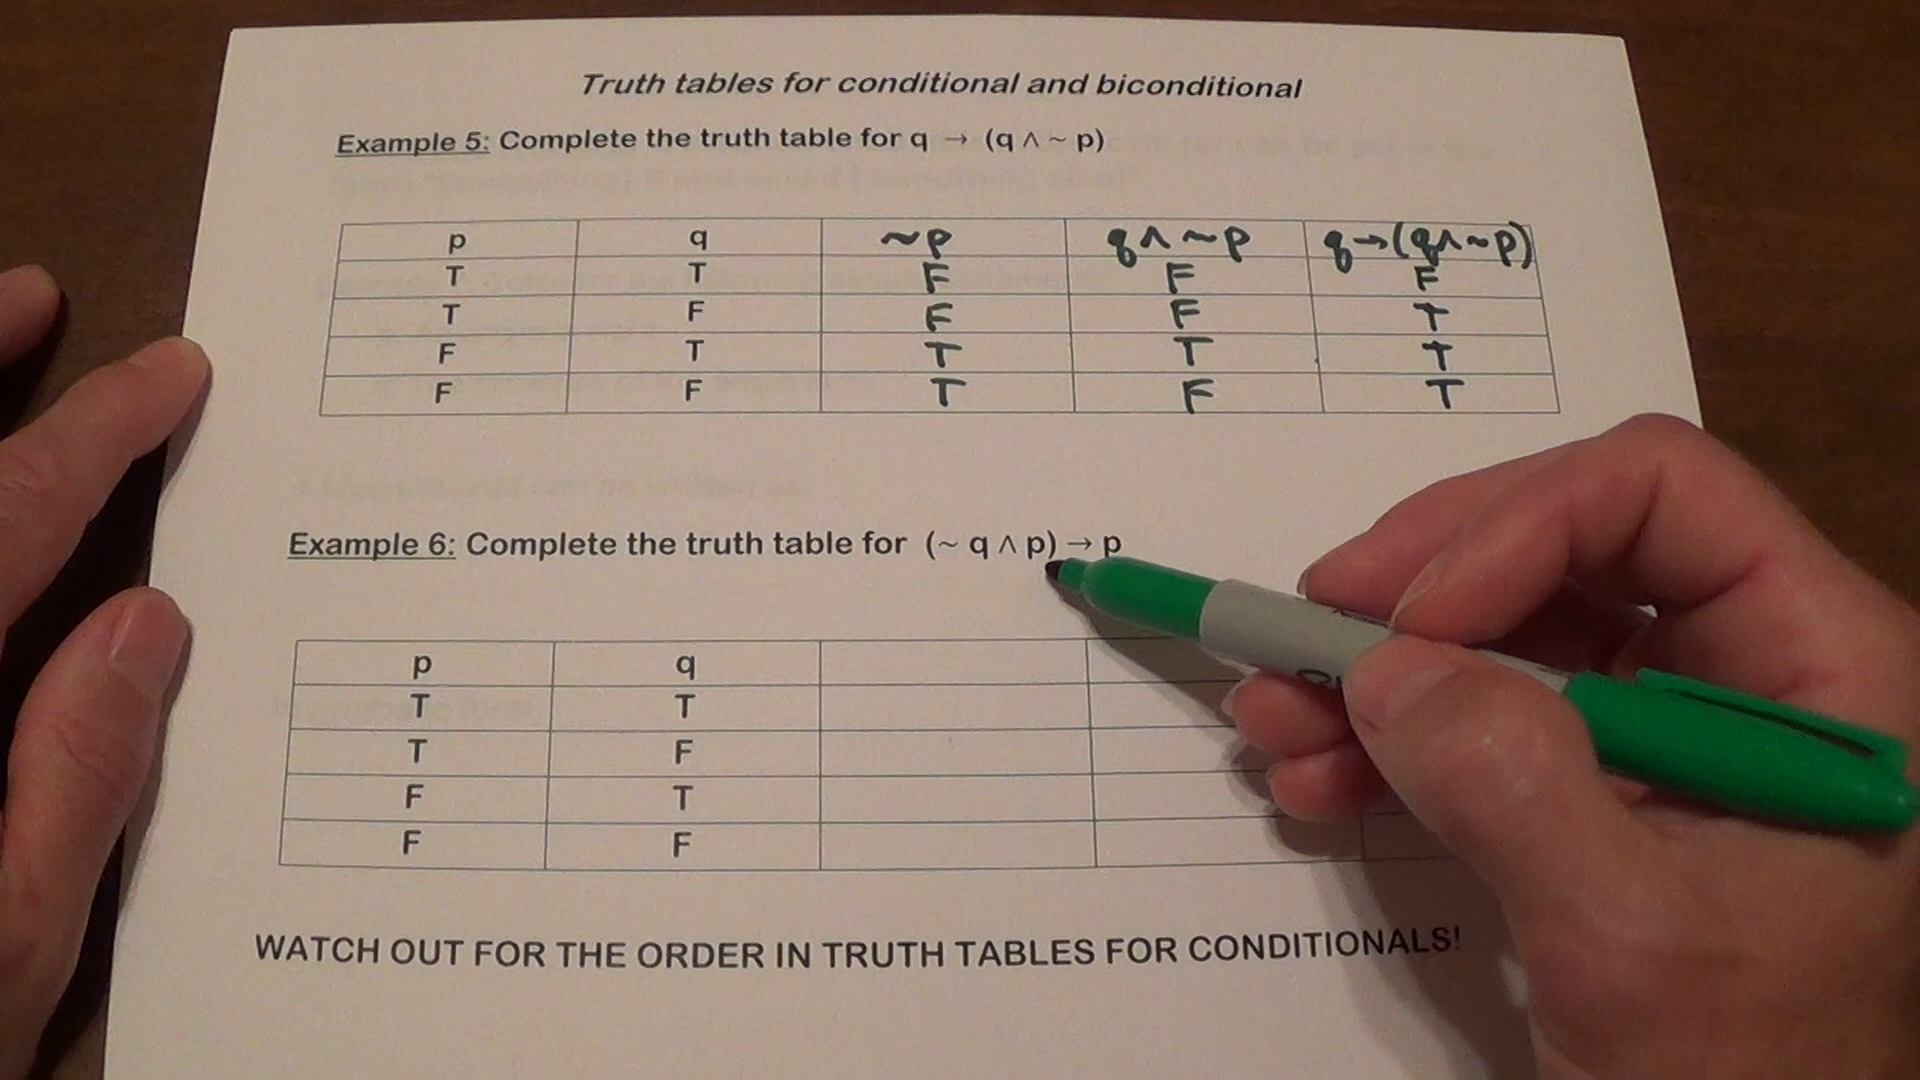 Truth tables for conditional and biconditional
Example 5: Complete the truth table for q → (q ∧ ~ p)
p q ~p q∧~p q→(q∧~p)
T T F F F
T F F F T
F T T T T
F F T F T
Example 6: Complete the truth table for (~ q ∧ p) → p
p q
T T
T F
F T
F F
WATCH OUT FOR THE ORDER IN TRUTH TABLES FOR CONDITIONALS!